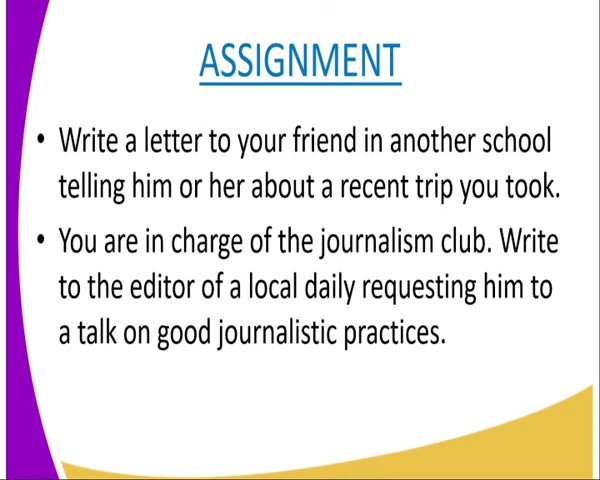 ASSIGNMENT
• Write a letter to your friend in another school
telling him or her about a recent trip you took.
• You are in charge of the journalism club. Write
to the editor of a local daily requesting him to
a talk on good journalistic practices.